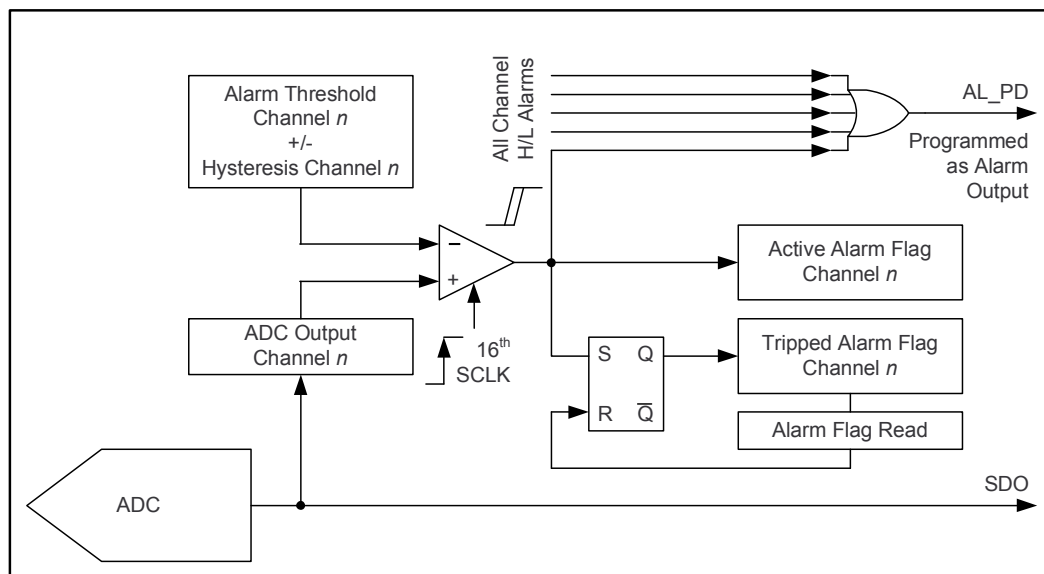 Alarm Threshold
Channel n
+/-
Hysteresis Channel n
All Channel
H/L Alarms
AL_PD
Programmed
as Alarm
Output
−
+
Active Alarm Flag
Channel n
ADC Output
Channel n
16th
SCLK
S Q
R Q̅
Tripped Alarm Flag
Channel n
Alarm Flag Read
ADC
SDO